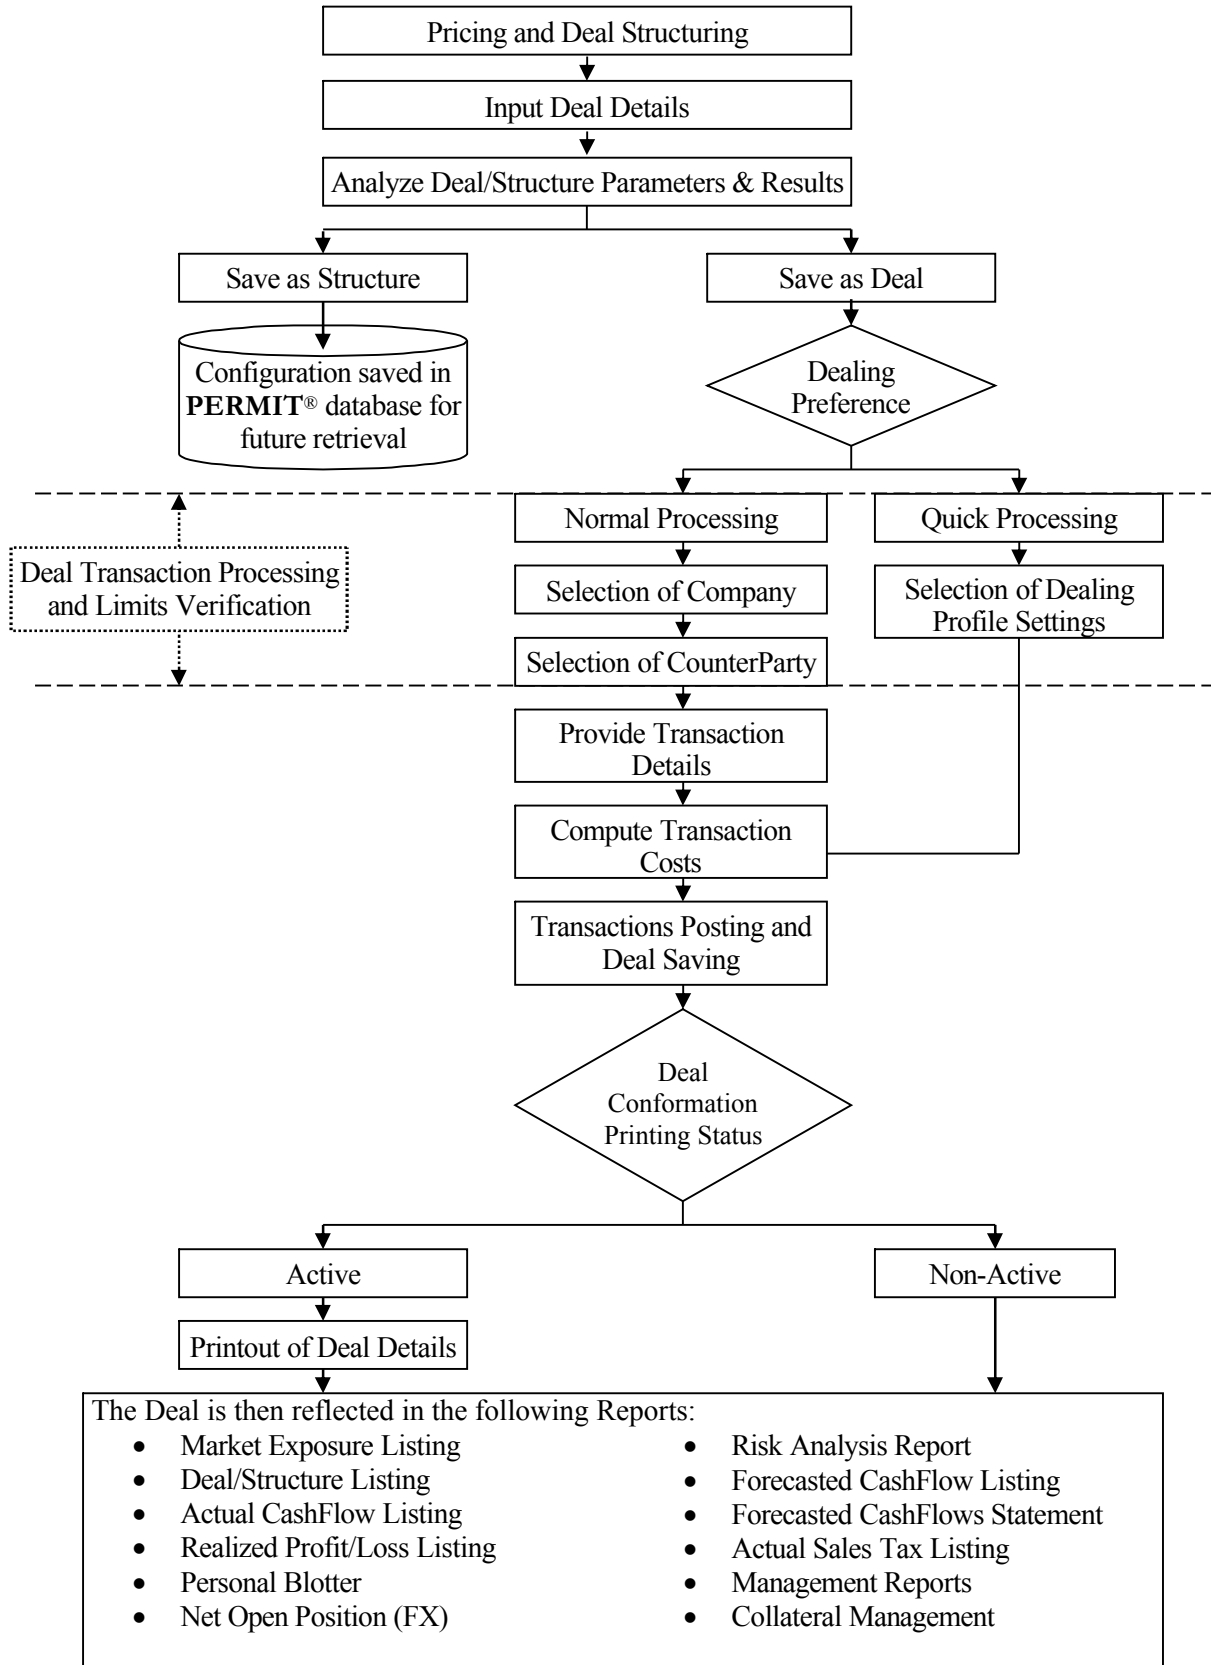 Pricing and Deal Structuring
Input Deal Details
Analyze Deal/Structure Parameters & Results
Save as Structure
Save as Deal
Configuration saved in
PERMIT® database for
future retrieval
Dealing
Preference
Normal Processing
Quick Processing
Deal Transaction Processing
and Limits Verification
Selection of Company
Selection of Dealing
Profile Settings
Selection of CounterParty
Provide Transaction
Details
Compute Transaction
Costs
Transactions Posting and
Deal Saving
Deal
Conformation
Printing Status
Active
Non-Active
Printout of Deal Details
The Deal is then reflected in the following Reports:
• Market Exposure Listing
• Deal/Structure Listing
• Actual CashFlow Listing
• Realized Profit/Loss Listing
• Personal Blotter
• Net Open Position (FX)
• Risk Analysis Report
• Forecasted CashFlow Listing
• Forecasted CashFlows Statement
• Actual Sales Tax Listing
• Management Reports
• Collateral Management